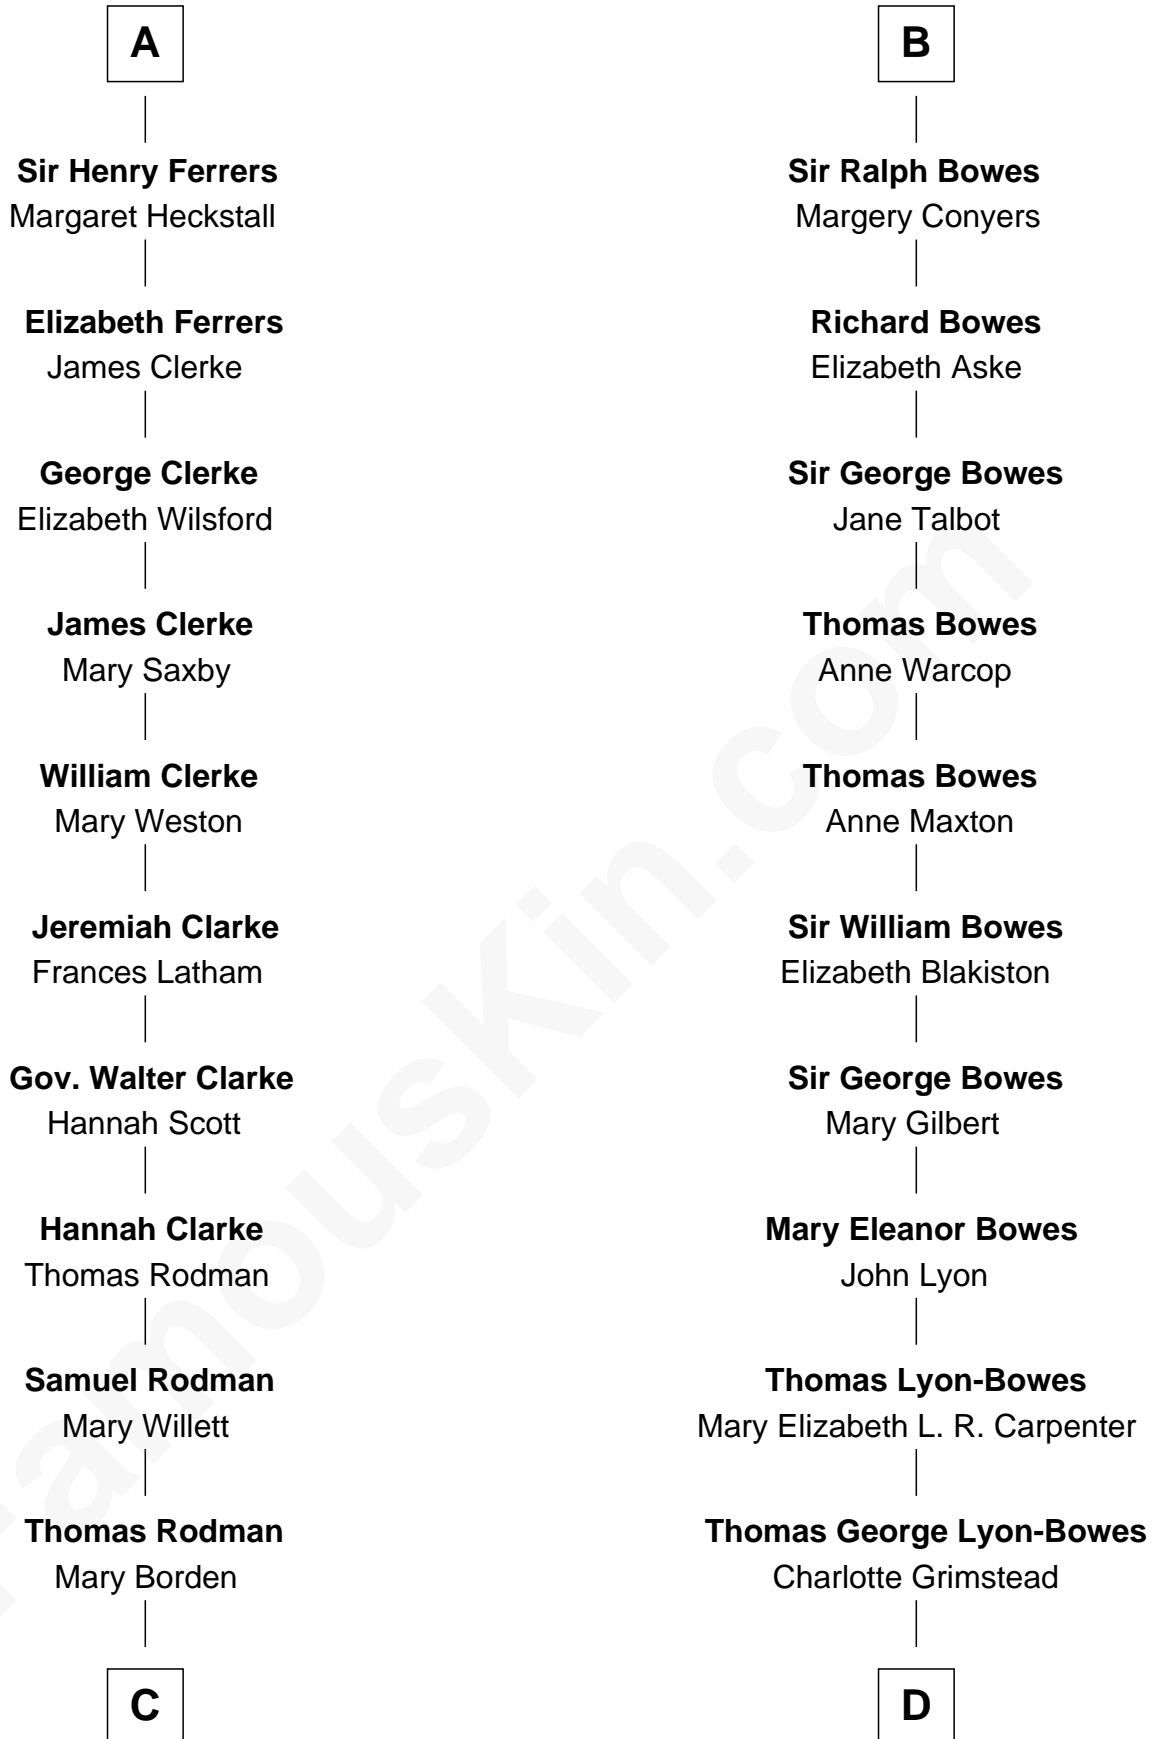 A
Sir Henry Ferrers
Margaret Heckstall
Elizabeth Ferrers
James Clerke
George Clerke
Elizabeth Wilsford
James Clerke
Mary Saxby
William Clerke
Mary Weston
Jeremiah Clarke
Frances Latham
Gov. Walter Clarke
Hannah Scott
Hannah Clarke
Thomas Rodman
Samuel Rodman
Mary Willett
Thomas Rodman
Mary Borden
C
B
Sir Ralph Bowes
Margery Conyers
Richard Bowes
Elizabeth Aske
Sir George Bowes
Jane Talbot
Thomas Bowes
Anne Warcop
Thomas Bowes
Anne Maxton
Sir William Bowes
Elizabeth Blakiston
Sir George Bowes
Mary Gilbert
Mary Eleanor Bowes
John Lyon
Thomas Lyon-Bowes
Mary Elizabeth L. R. Carpenter
Thomas George Lyon-Bowes
Charlotte Grimstead
D
FamousKin.com